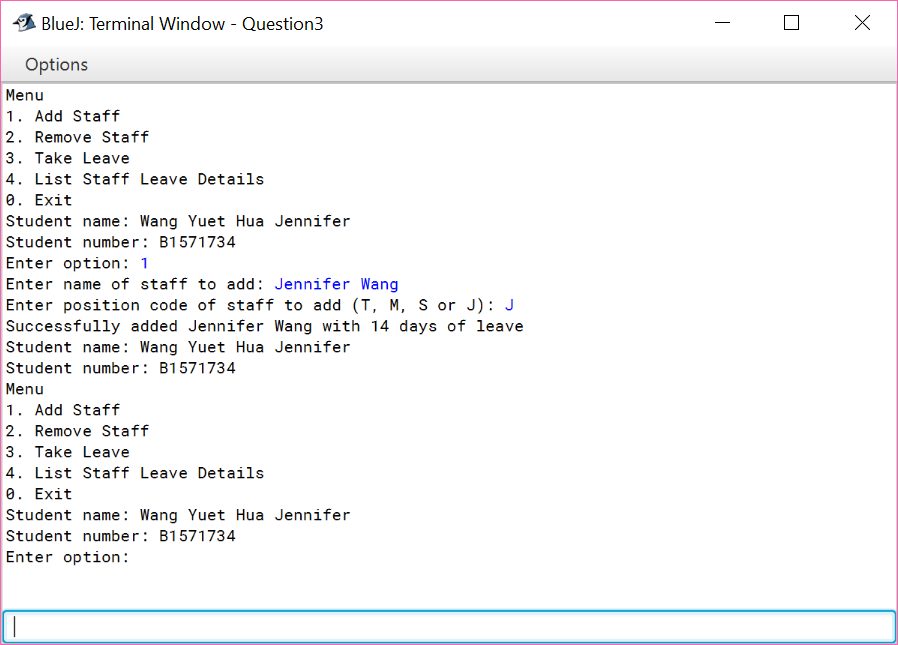 BlueJ: Terminal Window - Question3
Options
Menu
1. Add Staff
2. Remove Staff
3. Take Leave
4. List Staff Leave Details
0. Exit
Student name: Wang Yuet Hua Jennifer
Student number: B1571734
Enter option: 1
Enter name of staff to add: Jennifer Wang
Enter position code of staff to add (T, M, S or J): J
Successfully added Jennifer Wang with 14 days of leave
Student name: Wang Yuet Hua Jennifer
Student number: B1571734
Menu
1. Add Staff
2. Remove Staff
3. Take Leave
4. List Staff Leave Details
0. Exit
Student name: Wang Yuet Hua Jennifer
Student number: B1571734
Enter option: